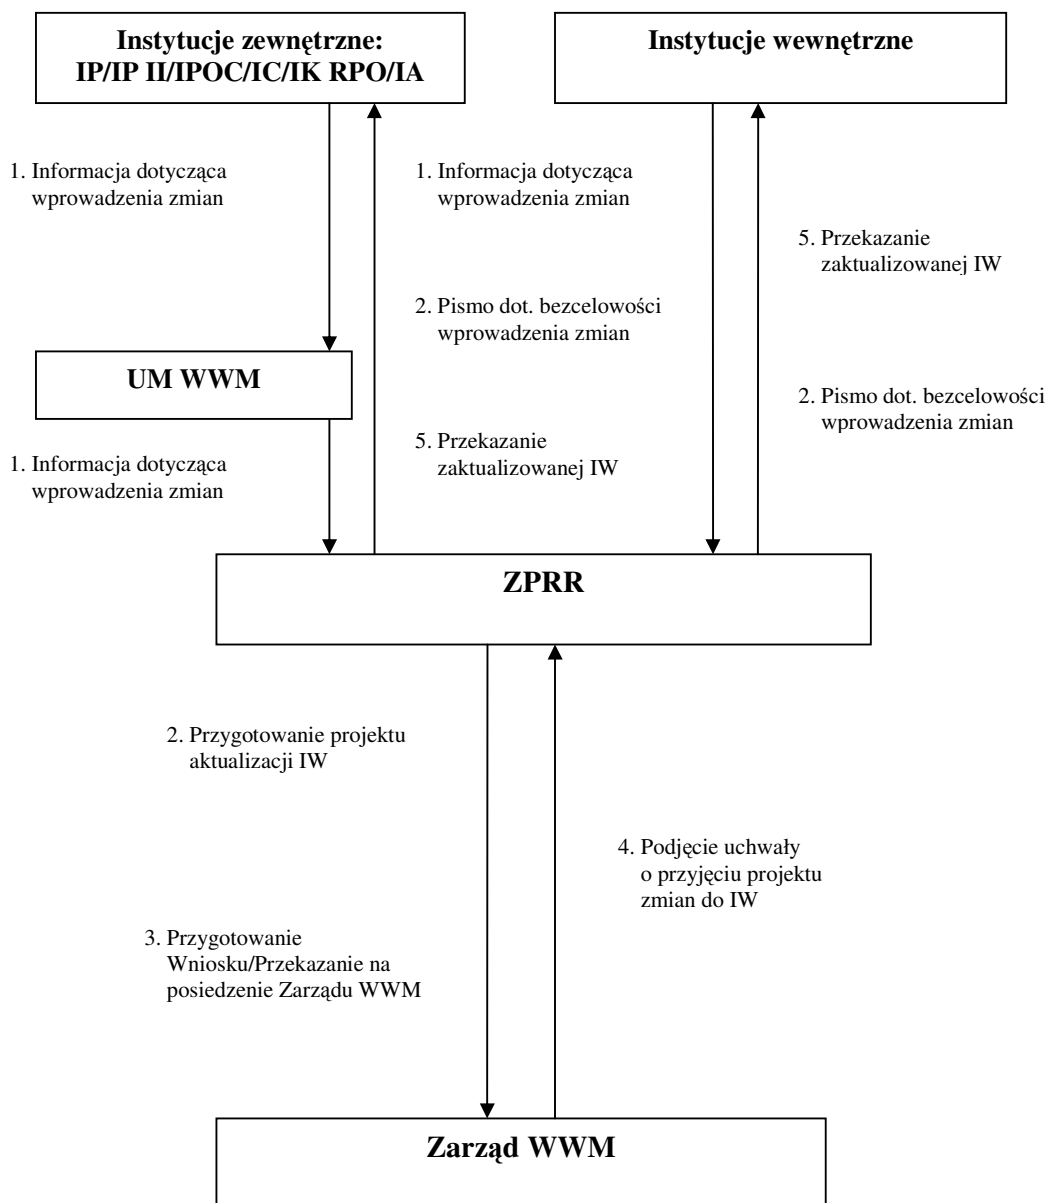 Instytucje zewnętrzne:
IP/IP II/IPOC/IC/IK RPO/IA
Instytucje wewnętrzne
1. Informacja dotycząca
wprowadzenia zmian
1. Informacja dotycząca
wprowadzenia zmian
5. Przekazanie
zaktualizowanej IW
2. Pismo dot. bezcelowości
wprowadzenia zmian
UM WWM
2. Pismo dot. bezcelowości
wprowadzenia zmian
5. Przekazanie
zaktualizowanej IW
1. Informacja dotycząca
wprowadzenia zmian
ZPRR
2. Przygotowanie projektu
aktualizacji IW
4. Podjęcie uchwały
o przyjęciu projektu
zmian do IW
3. Przygotowanie
Wniosku/Przekazanie na
posiedzenie Zarządu WWM
Zarząd WWM